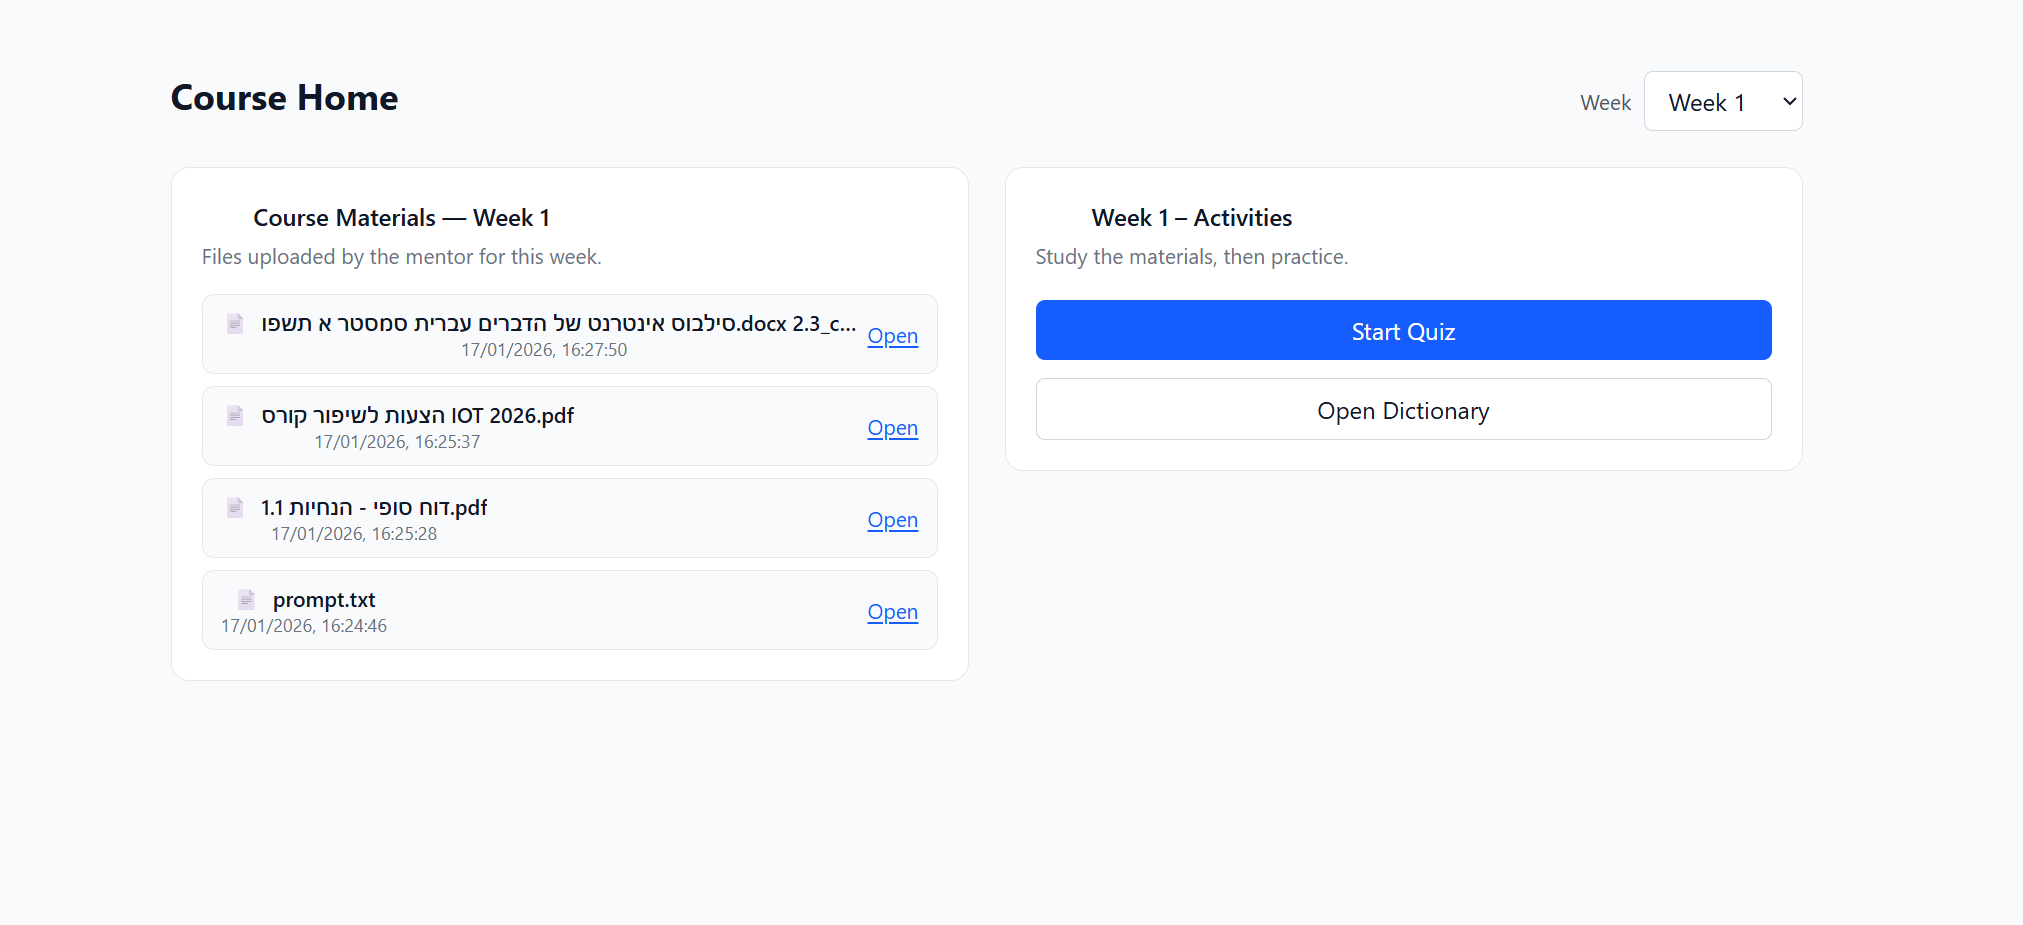 Course Home
Week
Week 1
Course Materials — Week 1
Files uploaded by the mentor for this week.
סילבוס אינטרנט של הדברים עברית סמסטר א תשפו.docx 2.3_c...
17/01/2026, 16:27:50
Open
הצעות לשיפור קורס IOT 2026.pdf
17/01/2026, 16:25:37
Open
דוח סופי - הנחיות 1.1.pdf
17/01/2026, 16:25:28
Open
prompt.txt
17/01/2026, 16:24:46
Open
Week 1 – Activities
Study the materials, then practice.
Start Quiz
Open Dictionary